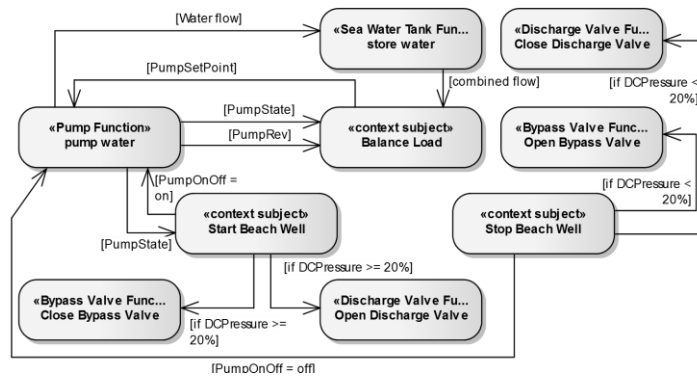 [Water flow]
«Sea Water Tank Fun...
store water
«Discharge Valve Fu...
Close Discharge Valve
[PumpSetPoint]
[combined flow]
[if DCPressure <
20%]
«Pump Function»
pump water
[PumpState]
[PumpRev]
«context subject»
Balance Load
«Bypass Valve Func...
Open Bypass Valve
[PumpOnOff =
on]
[if DCPressure <
20%]
«context subject»
Start Beach Well
«context subject»
Stop Beach Well
[PumpState]
[if DCPressure >= 20%]
«Bypass Valve Func...
Close Bypass Valve
[if DCPressure >=
20%]
«Discharge Valve Fu...
Open Discharge Valve
[PumpOnOff = off]